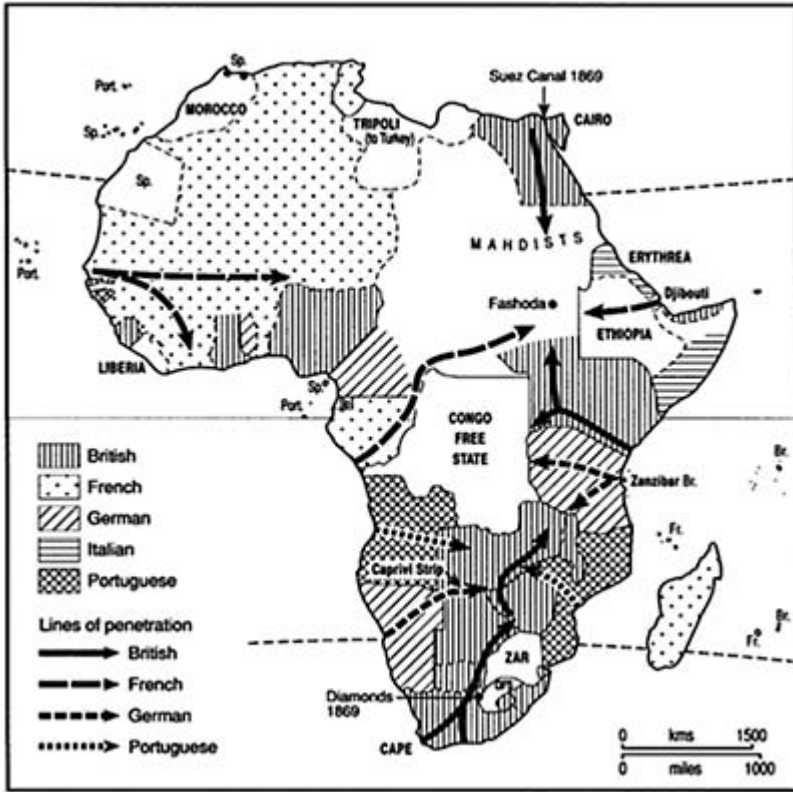 Suez Canal 1869
Sp.
Port.
MOROCCO
Sp.
TRIPOLI
(to Turkey)
CAIRO
Sp.
MAHDISTS
ERYTHREA
Port.
Djibouti
Fashoda
ETHIOPIA
LIBERIA
Sp.
Port.
CONGO
FREE
STATE
British
French
German
Italian
Portuguese
Zanzibar Br.
Br.
Fr.
Caprivi Strip
Lines of penetration
British
French
German
Portuguese
Br.
Fr.
ZAR
OFS
Diamonds
1869
CAPE
0 kms 1500
0 miles 1000